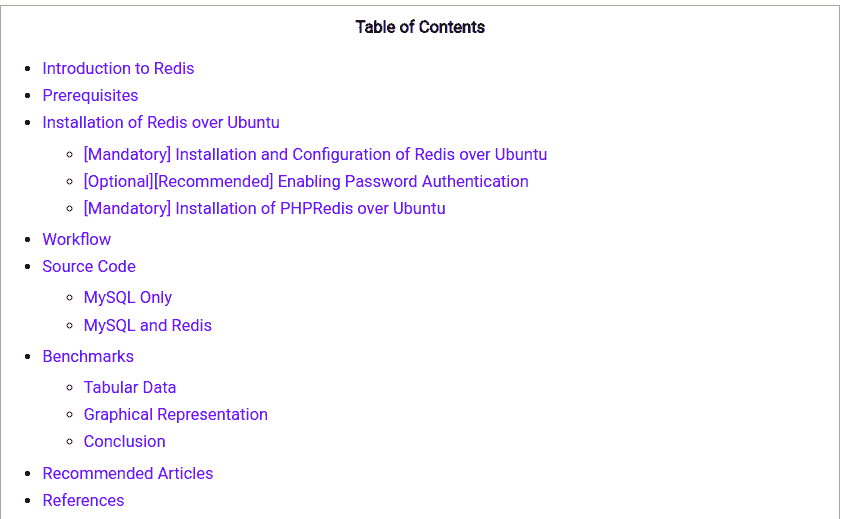 Table of Contents
Introduction to Redis
Prerequisites
Installation of Redis over Ubuntu
[Mandatory] Installation and Configuration of Redis over Ubuntu
[Optional][Recommended] Enabling Password Authentication
[Mandatory] Installation of PHPRedis over Ubuntu
Workflow
Source Code
MySQL Only
MySQL and Redis
Benchmarks
Tabular Data
Graphical Representation
Conclusion
Recommended Articles
References